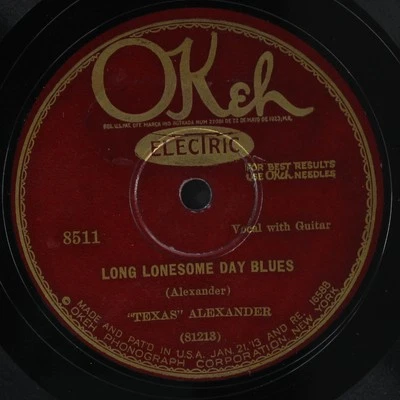 OKeh
ELECTRIC
FOR BEST RESULTS
USE OKeh NEEDLES
8511
Vocal with Guitar
LONG LONESOME DAY BLUES
(Alexander)
"TEXAS" ALEXANDER
(81213)
© MADE AND PAT'D IN U.S.A. JAN. 21,'13 AND RE. 16588
OKEH PHONOGRAPH CORPORATION NEW YORK